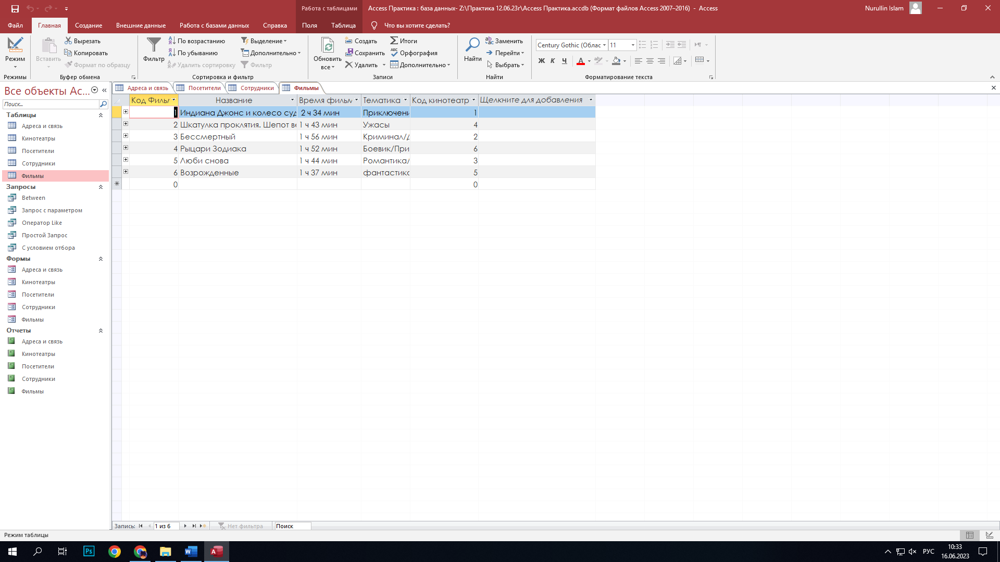 Работа с таблицами
Access Практика : база данных- Z:\Практика 12.06.23г\Access Практика.accdb (Формат файлов Access 2007–2016) - Access
Nurullin Islam
Файл Главная Создание Внешние данные Работа с базами данных Справка Поля Таблица Что вы хотите сделать?
Режим
Режимы
Вставить
Вырезать
Копировать
Формат по образцу
Буфер обмена
Фильтр
По возрастанию
По убыванию
Удалить сортировку
Выделение
Дополнительно
Фильтр
Сортировка и фильтр
Обновить
все
Создать
Сохранить
Удалить
Итоги
Орфография
Дополнительно
Записи
Найти
Заменить
Перейти
Выбрать
Найти
Century Gothic (Облас 11
Ж К Ч
Форматирование текста
Все объекты Ac...
Поиск...
Таблицы
Адреса и связь
Кинотеатры
Посетители
Сотрудники
Фильмы
Запросы
Between
Запрос с параметром
Оператор Like
Простой Запрос
С условием отбора
Формы
Адреса и связь
Кинотеатры
Посетители
Сотрудники
Фильмы
Отчеты
Адреса и связь
Кинотеатры
Посетители
Сотрудники
Фильмы
Адреса и связь Посетители Сотрудники Фильмы
Код Филь Название Время фильм Тематика Код кинотеатр Щелкните для добавления
1 Индиана Джонс и колесо суд 2 ч 34 мин Приключени 1
2 Шкатулка проклятия. Шепот ве 1 ч 43 мин Ужасы 4
3 Бессмертный 1 ч 56 мин Криминал/Д 2
4 Рыцари Зодиака 1 ч 52 мин Боевик/При 6
5 Люби снова 1 ч 44 мин Романтика/ 3
6 Возрожденные 1 ч 37 мин фантастика 5
0 0
Запись: 1 из 6 Нет фильтра Поиск
Режим таблицы
Ps
РУС
10:33
16.06.2023